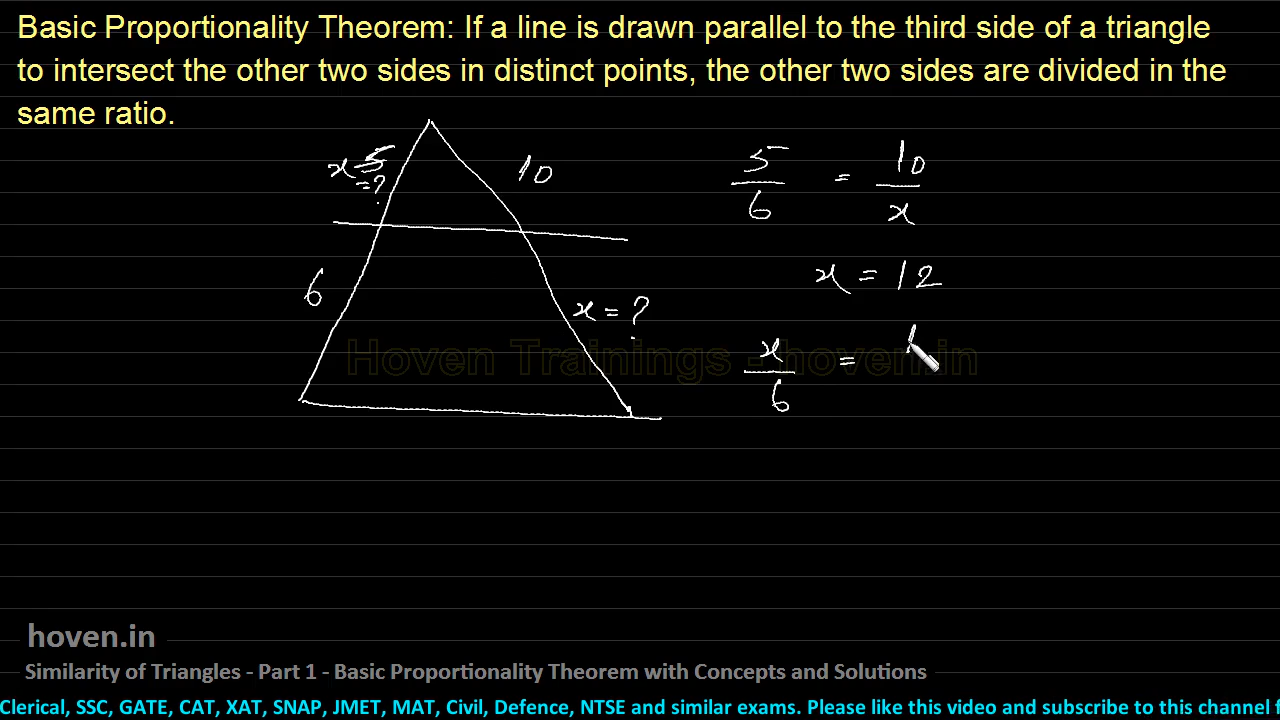 Basic Proportionality Theorem: If a line is drawn parallel to the third side of a triangle
to intersect the other two sides in distinct points, the other two sides are divided in the
same ratio.
x 5
= ?
10
6
x = ?
5/6 = 10/x
x = 12
x/6 = 1
Hoven Trainings - hoven.in
hoven.in
Similarity of Triangles - Part 1 - Basic Proportionality Theorem with Concepts and Solutions
Clerical, SSC, GATE, CAT, XAT, SNAP, JMET, MAT, Civil, Defence, NTSE and similar exams. Please like this video and subscribe to this channel